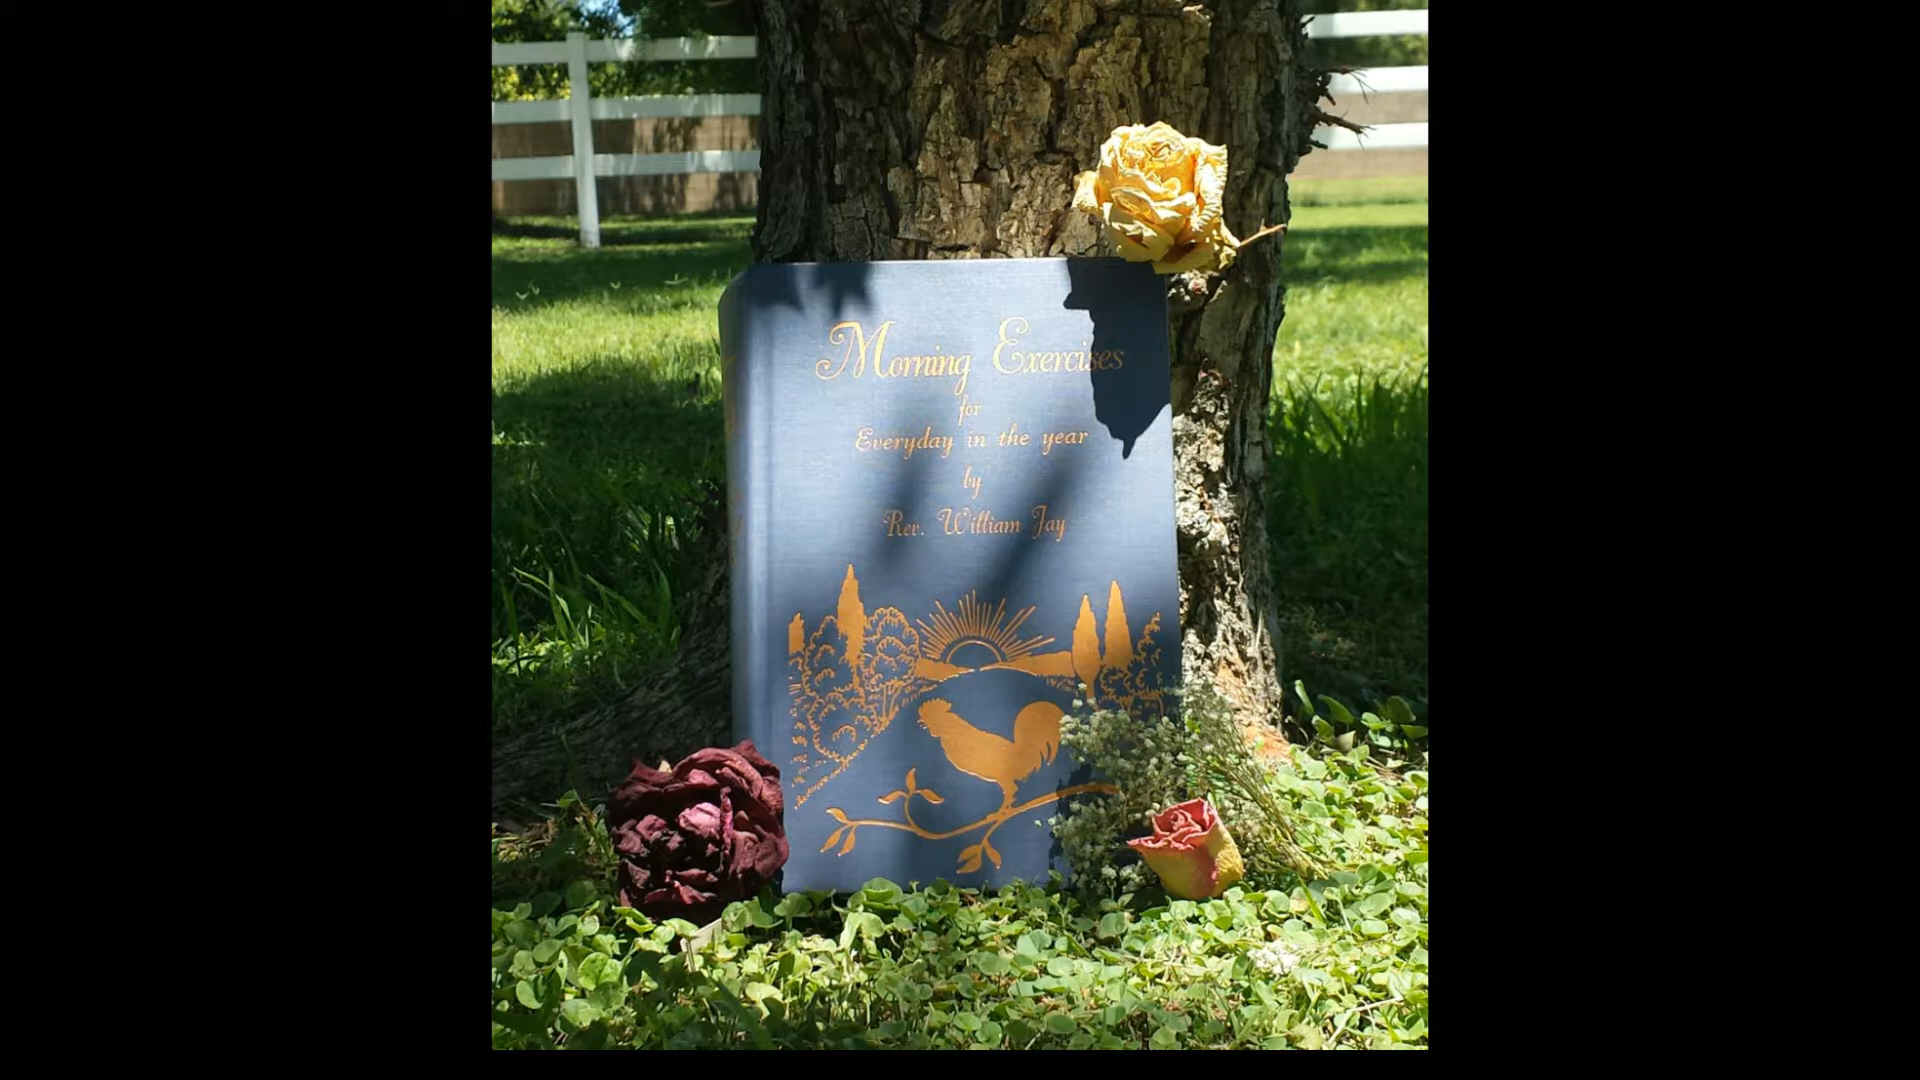 Morning Exercises
for
Everyday in the year
by
Rev. William Jay